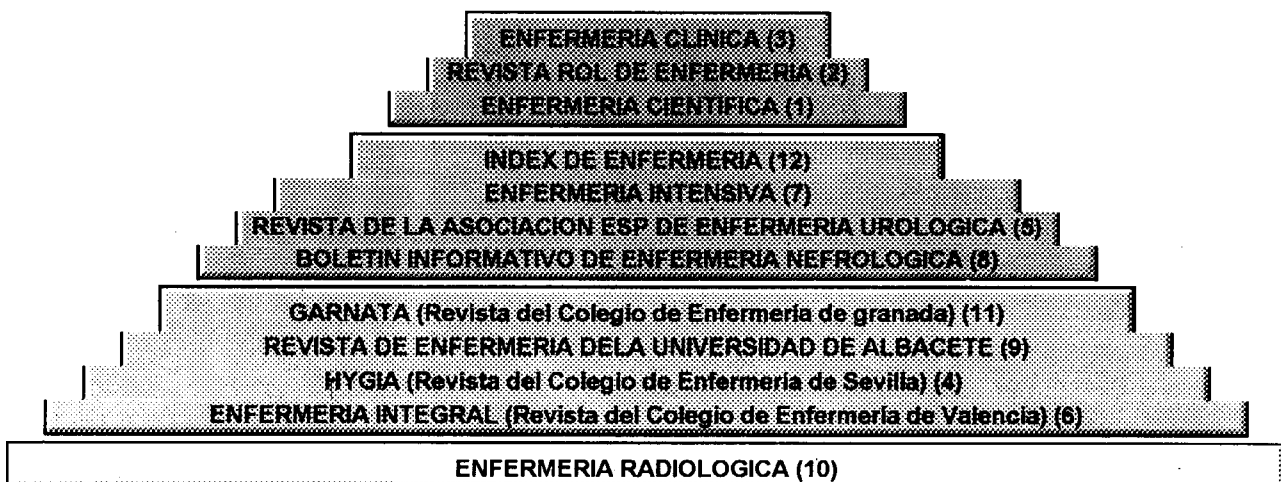 ENFERMERIA CLINICA (3)
REVISTA ROL DE ENFERMERIA (2)
ENFERMERIA CIENTIFICA (1)
INDEX DE ENFERMERIA (12)
ENFERMERIA INTENSIVA (7)
REVISTA DE LA ASOCIACION ESP DE ENFERMERIA UROLOGICA (5)
BOLETIN INFORMATIVO DE ENFERMERIA NEFROLOGICA (8)
GARNATA (Revista del Colegio de Enfermeria de granada) (11)
REVISTA DE ENFERMERIA DELA UNIVERSIDAD DE ALBACETE (9)
HYGIA (Revista del Colegio de Enfermeria de Sevilla) (4)
ENFERMERIA INTEGRAL (Revista del Colegio de Enfermeria de Valencia) (6)
ENFERMERIA RADIOLOGICA (10)